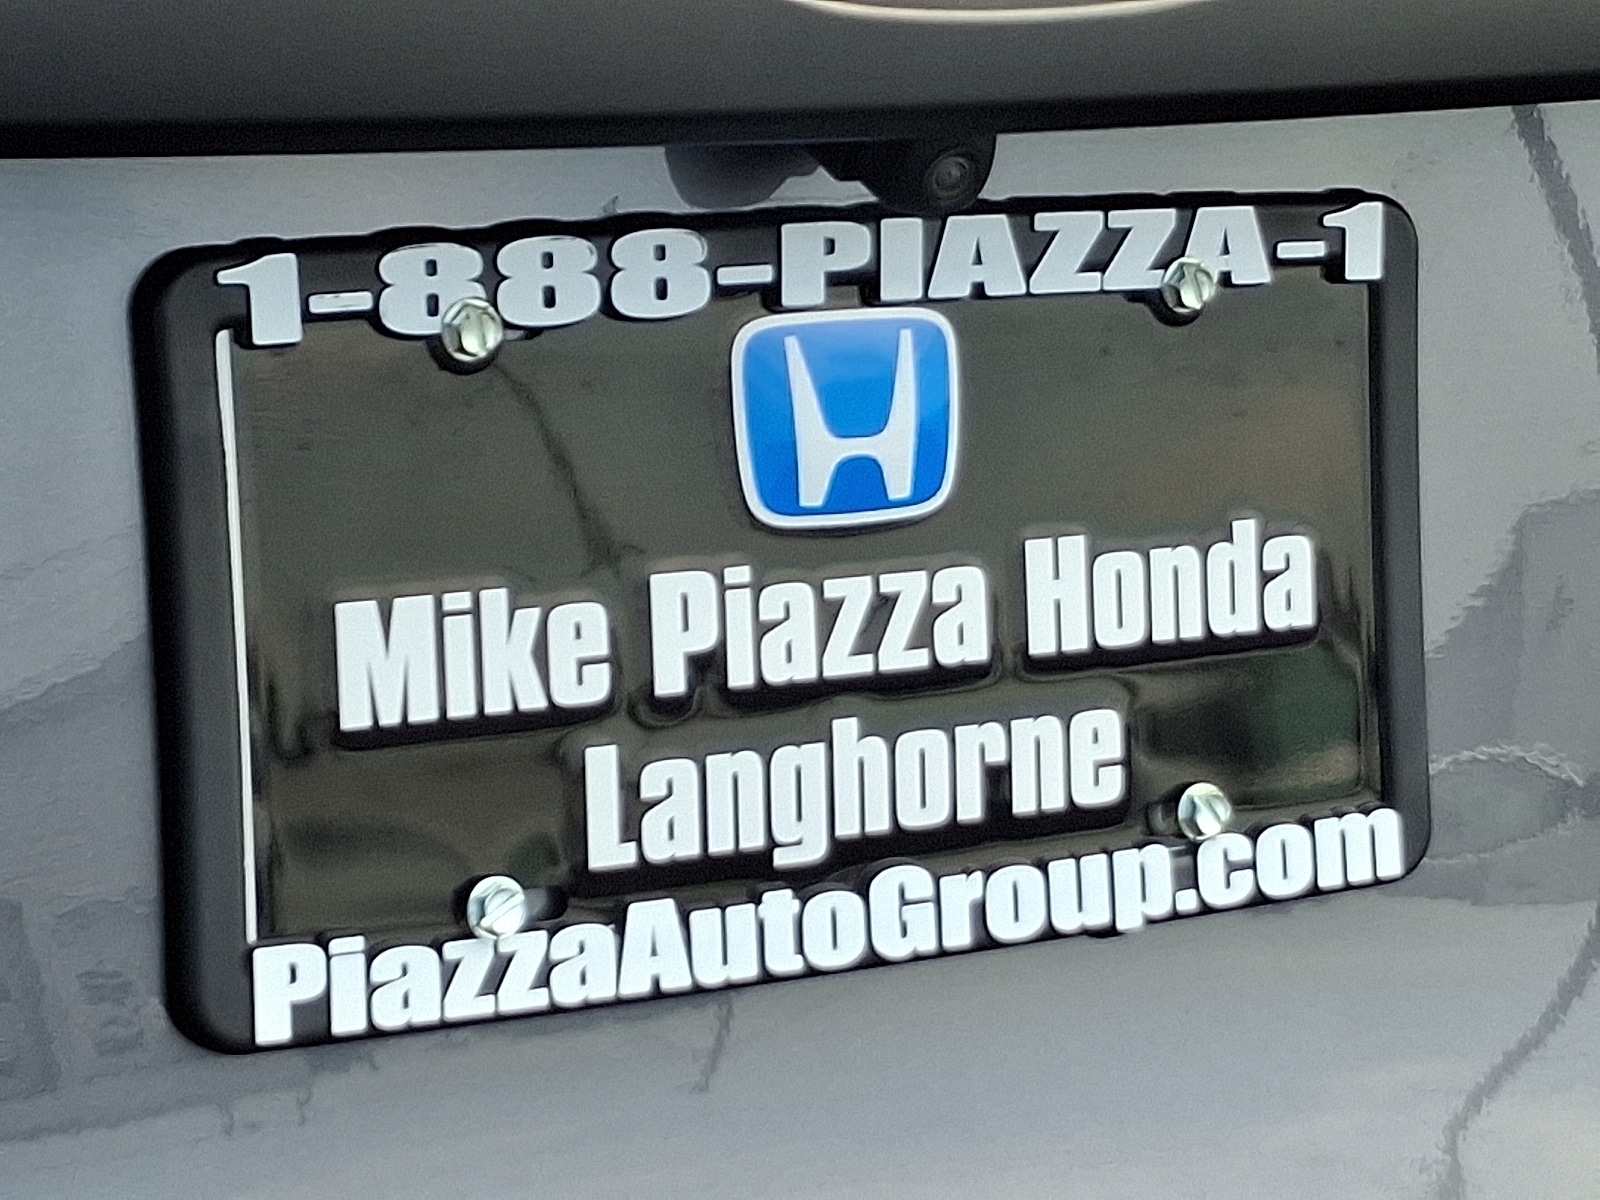 1-888-PIAZZA-1
Mike Piazza Honda
Langhorne
PiazzaAutoGroup.com